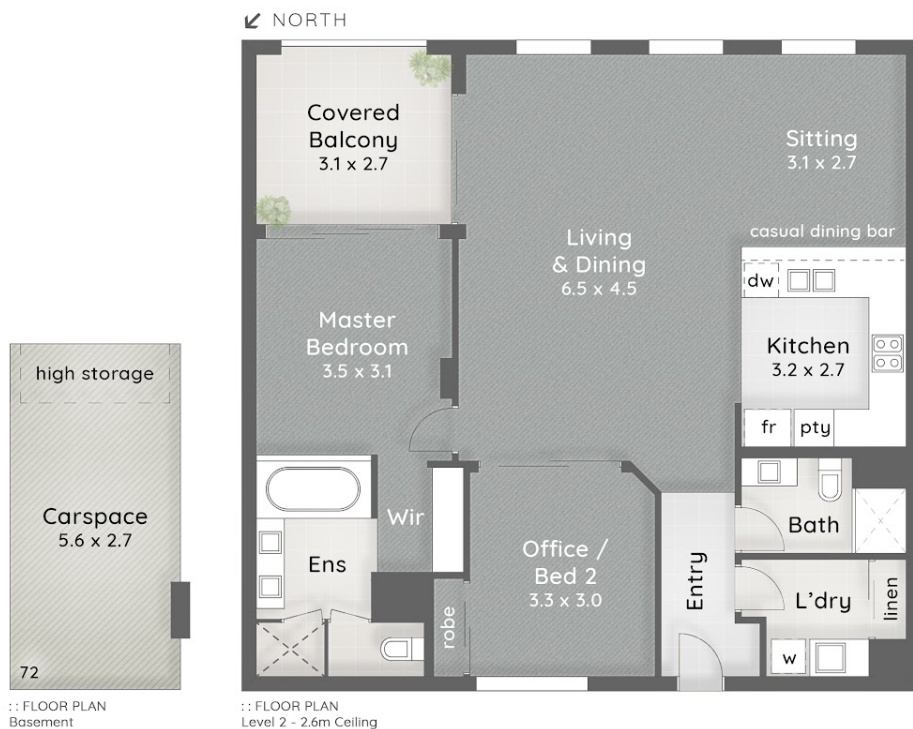 NORTH
Covered
Balcony
3.1 x 2.7
Sitting
3.1 x 2.7
casual dining bar
Living
& Dining
6.5 x 4.5
dw
Master
Bedroom
3.5 x 3.1
Kitchen
3.2 x 2.7
fr
pty
high storage
Carspace
5.6 x 2.7
72
Wir
Ens
Office /
Bed 2
3.3 x 3.0
robe
Entry
Bath
L'dry
linen
w
:: FLOOR PLAN
Basement
:: FLOOR PLAN
Level 2 - 2.6m Ceiling